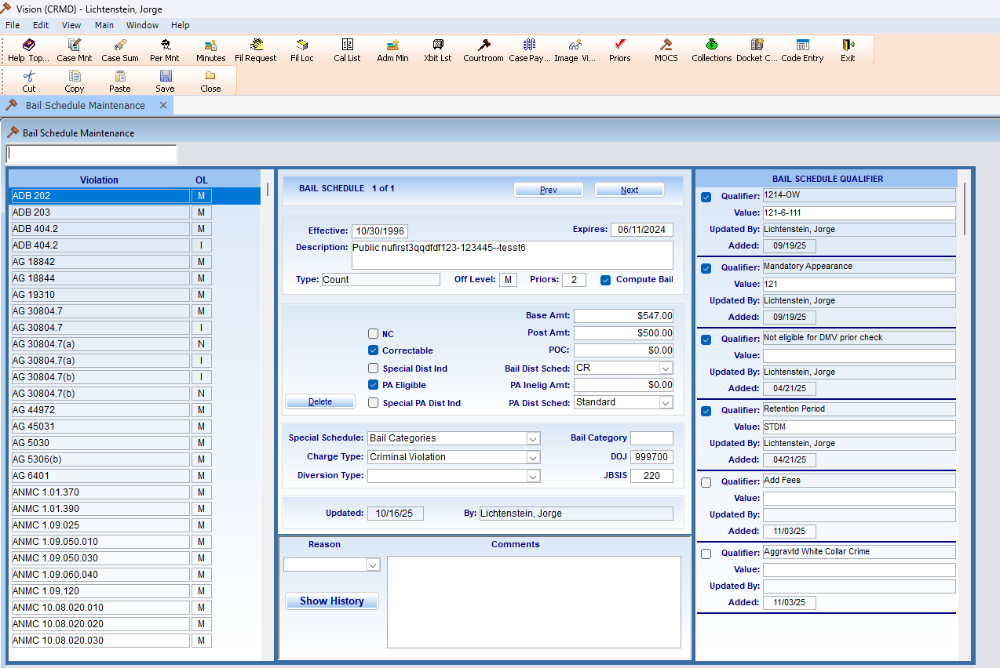 Vision (CRMD) - Lichtenstein, Jorge
File Edit View Main Window Help
Help Top... Case Mnt Case Sum Per Mnt Minutes Fil Request Fil Loc Cal List Adm Min Xbit Lst Courtroom Case Pay... Image Vi... Priors MOCS Collections Docket C... Code Entry Exit
Cut Copy Paste Save Close
Bail Schedule Maintenance
Bail Schedule Maintenance
Violation OL
ADB 202 M
ADB 203 M
ADB 404.2 M
ADB 404.2 I
AG 18842 M
AG 18844 M
AG 19310 M
AG 30804.7 M
AG 30804.7 I
AG 30804.7(a) N
AG 30804.7(a) I
AG 30804.7(b) I
AG 30804.7(b) N
AG 44972 M
AG 45031 M
AG 5030 M
AG 5306(b) M
AG 6401 M
ANMC 1.01.370 M
ANMC 1.01.390 M
ANMC 1.09.025 M
ANMC 1.09.050.010 M
ANMC 1.09.050.030 M
ANMC 1.09.060.040 M
ANMC 1.09.120 M
ANMC 10.08.020.010 M
ANMC 10.08.020.020 M
ANMC 10.08.020.030 M
BAIL SCHEDULE 1 of 1 Prev Next
Effective: 10/30/1996 Expires: 06/11/2024
Description: Public nufirst3qqdfdf123-123445--tesst6
Type: Count Off Level: M Priors: 2 Compute Bail
Base Amt: $547.00
NC Post Amt: $500.00
Correctable POC: $0.00
Special Dist Ind Bail Dist Sched: CR
PA Eligible PA Inelig Amt: $0.00
Delete Special PA Dist Ind PA Dist Sched: Standard
Special Schedule: Bail Categories Bail Category
Charge Type: Criminal Violation DOJ 999700
Diversion Type: JBSIS 220
Updated: 10/16/25 By: Lichtenstein, Jorge
Reason Comments
Show History
BAIL SCHEDULE QUALIFIER
Qualifier: 1214-OW
Value: 121-6-111
Updated By: Lichtenstein, Jorge
Added: 09/19/25
Qualifier: Mandatory Appearance
Value: 121
Updated By: Lichtenstein, Jorge
Added: 09/19/25
Qualifier: Not eligible for DMV prior check
Value:
Updated By: Lichtenstein, Jorge
Added: 04/21/25
Qualifier: Retention Period
Value: STDM
Updated By: Lichtenstein, Jorge
Added: 04/21/25
Qualifier: Add Fees
Value:
Updated By:
Added: 11/03/25
Qualifier: Aggravtd White Collar Crime
Value:
Updated By:
Added: 11/03/25